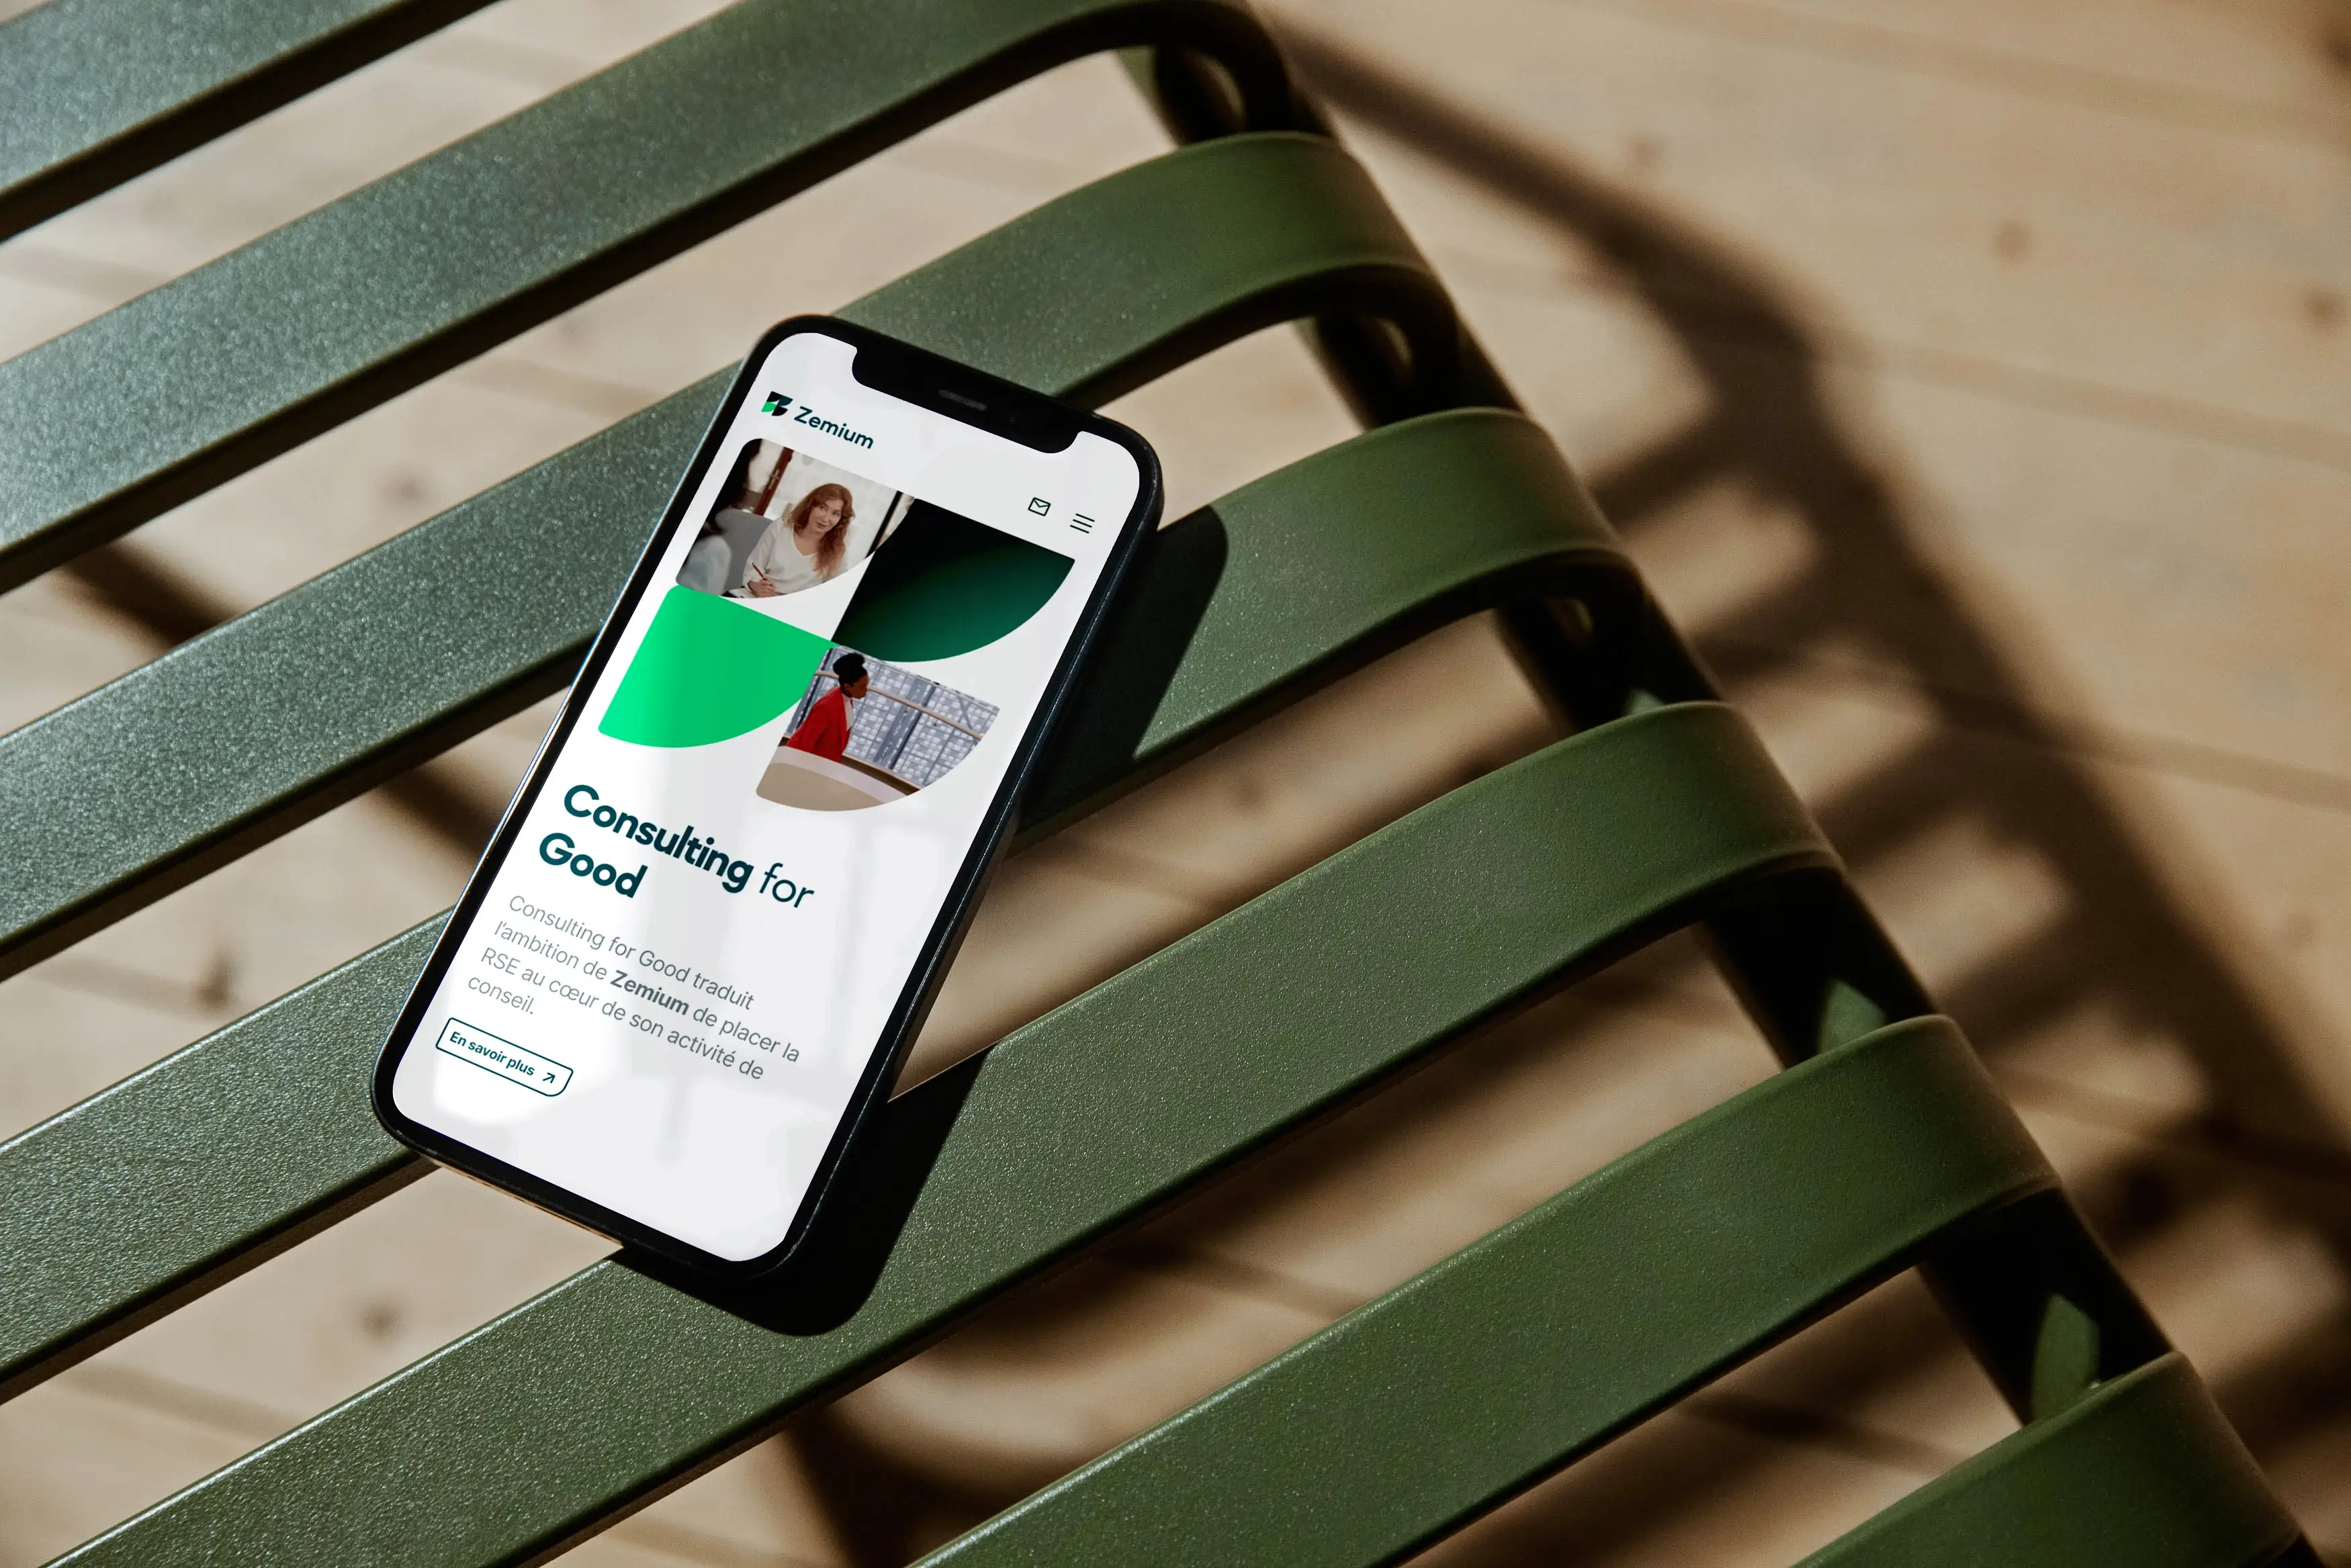 Zemium
Consulting for
Good
Consulting for Good traduit
l'ambition de Zemium de placer la
RSE au cœur de son activité de
conseil.
En savoir plus